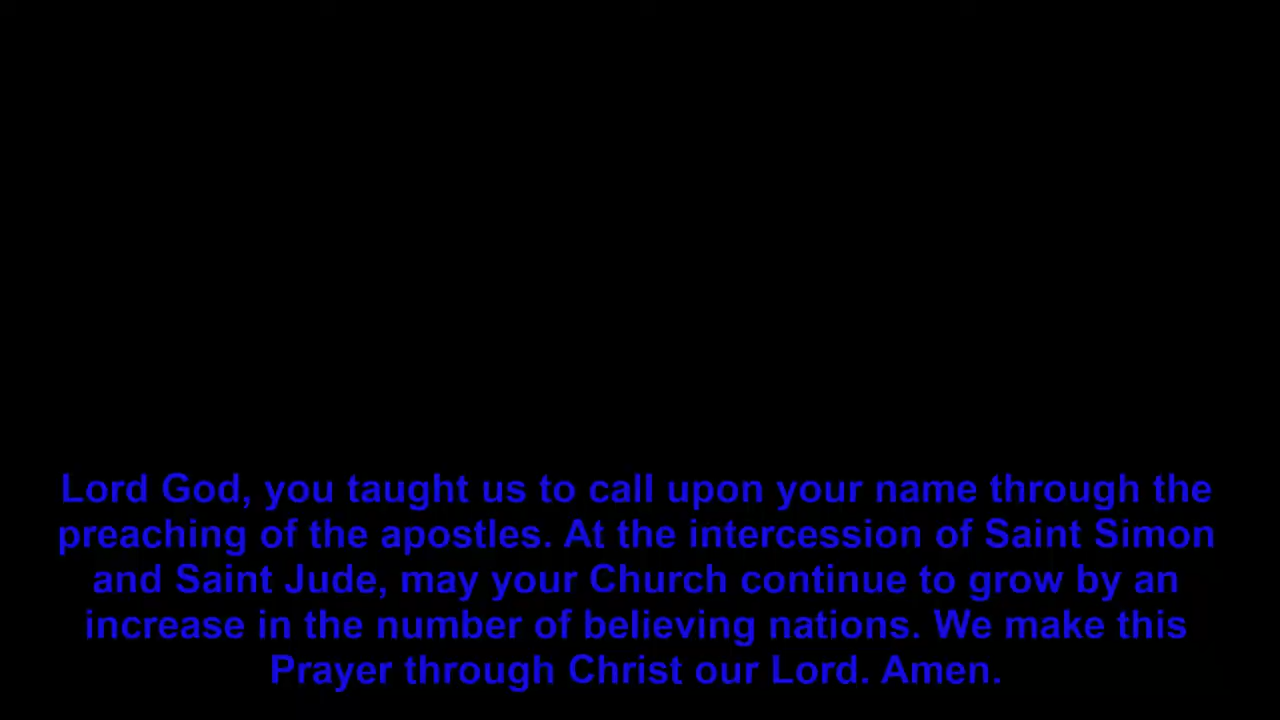 Lord God, you taught us to call upon your name through the
preaching of the apostles. At the intercession of Saint Simon
and Saint Jude, may your Church continue to grow by an
increase in the number of believing nations. We make this
Prayer through Christ our Lord. Amen.